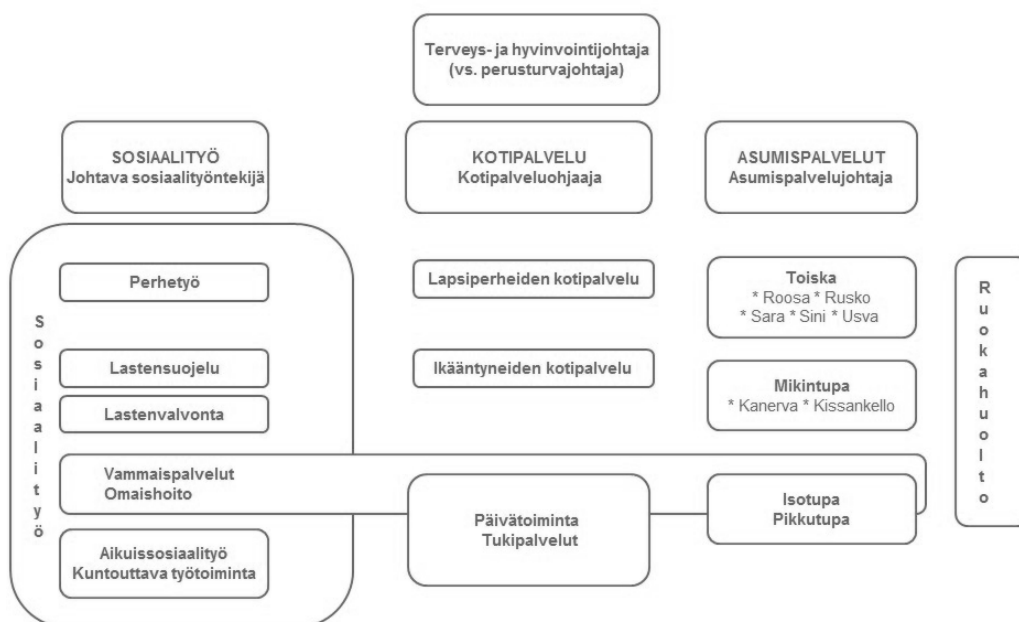 Terveys- ja hyvinvointijohtaja
(vs. perusturvajohtaja)
SOSIAALITYÖ
Johtava sosiaalityöntekijä
KOTIPALVELU
Kotipalveluohjaaja
ASUMISPALVELUT
Asumispalvelujohtaja
Sosiaalityö
Perhetyö
Lastensuojelu
Lastenvalvonta
Vammaispalvelut
Omaishoito
Aikuissosiaalityö
Kuntouttava työtoiminta
Lapsiperheiden kotipalvelu
Ikääntyneiden kotipalvelu
Päivätoiminta
Tukipalvelut
Toiska
* Roosa * Rusko
* Sara * Sini * Usva
Mikintupa
* Kanerva * Kissankello
Isotupa
Pikkutupa
Ruokahuolto